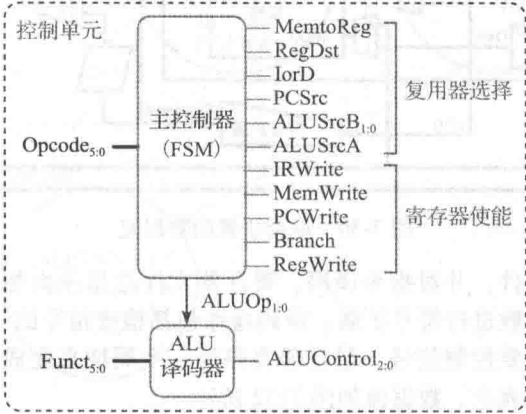 控制单元
MemtoReg
RegDst
IorD
PCSrc
ALUSrcB1:0
ALUSrcA
复用器选择
Opcode5:0
主控制器
(FSM)
IRWrite
MemWrite
PCWrite
Branch
RegWrite
寄存器使能
ALUOp1:0
Funct5:0
ALU
译码器
ALUControl2:0